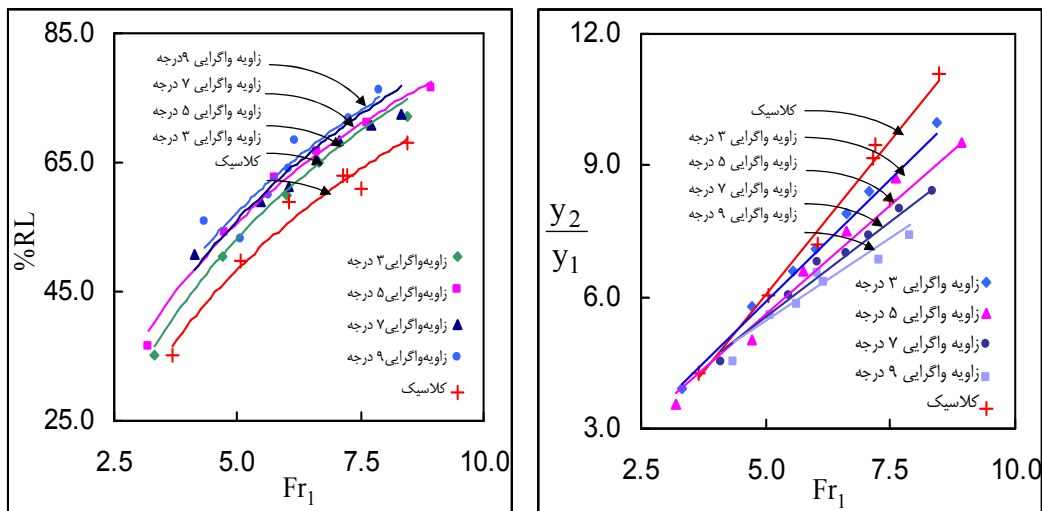 85.0
65.0
45.0
25.0
%RL
زاویه واگرایی ۹درجه
زاویه واگرایی ۷ درجه
زاویه واگرایی ۵ درجه
زاویه واگرایی ۳ درجه
کلاسیک
زاویه‌واگرایی۳ درجه
زاویه‌واگرایی۵ درجه
زاویه‌واگرایی۷ درجه
زاویه‌واگرایی۹ درجه
کلاسیک
2.5 5.0 7.5 10.0
Fr₁
12.0
9.0
6.0
3.0
y₂
y₁
کلاسیک
زاویه واگرایی ۳ درجه
زاویه واگرایی ۵ درجه
زاویه واگرایی ۷ درجه
زاویه واگرایی ۹ درجه
زاویه واگرایی ۳ درجه
زاویه واگرایی ۵ درجه
زاویه واگرایی ۷ درجه
زاویه واگرایی ۹ درجه
کلاسیک
2.5 5.0 7.5 10.0
Fr₁